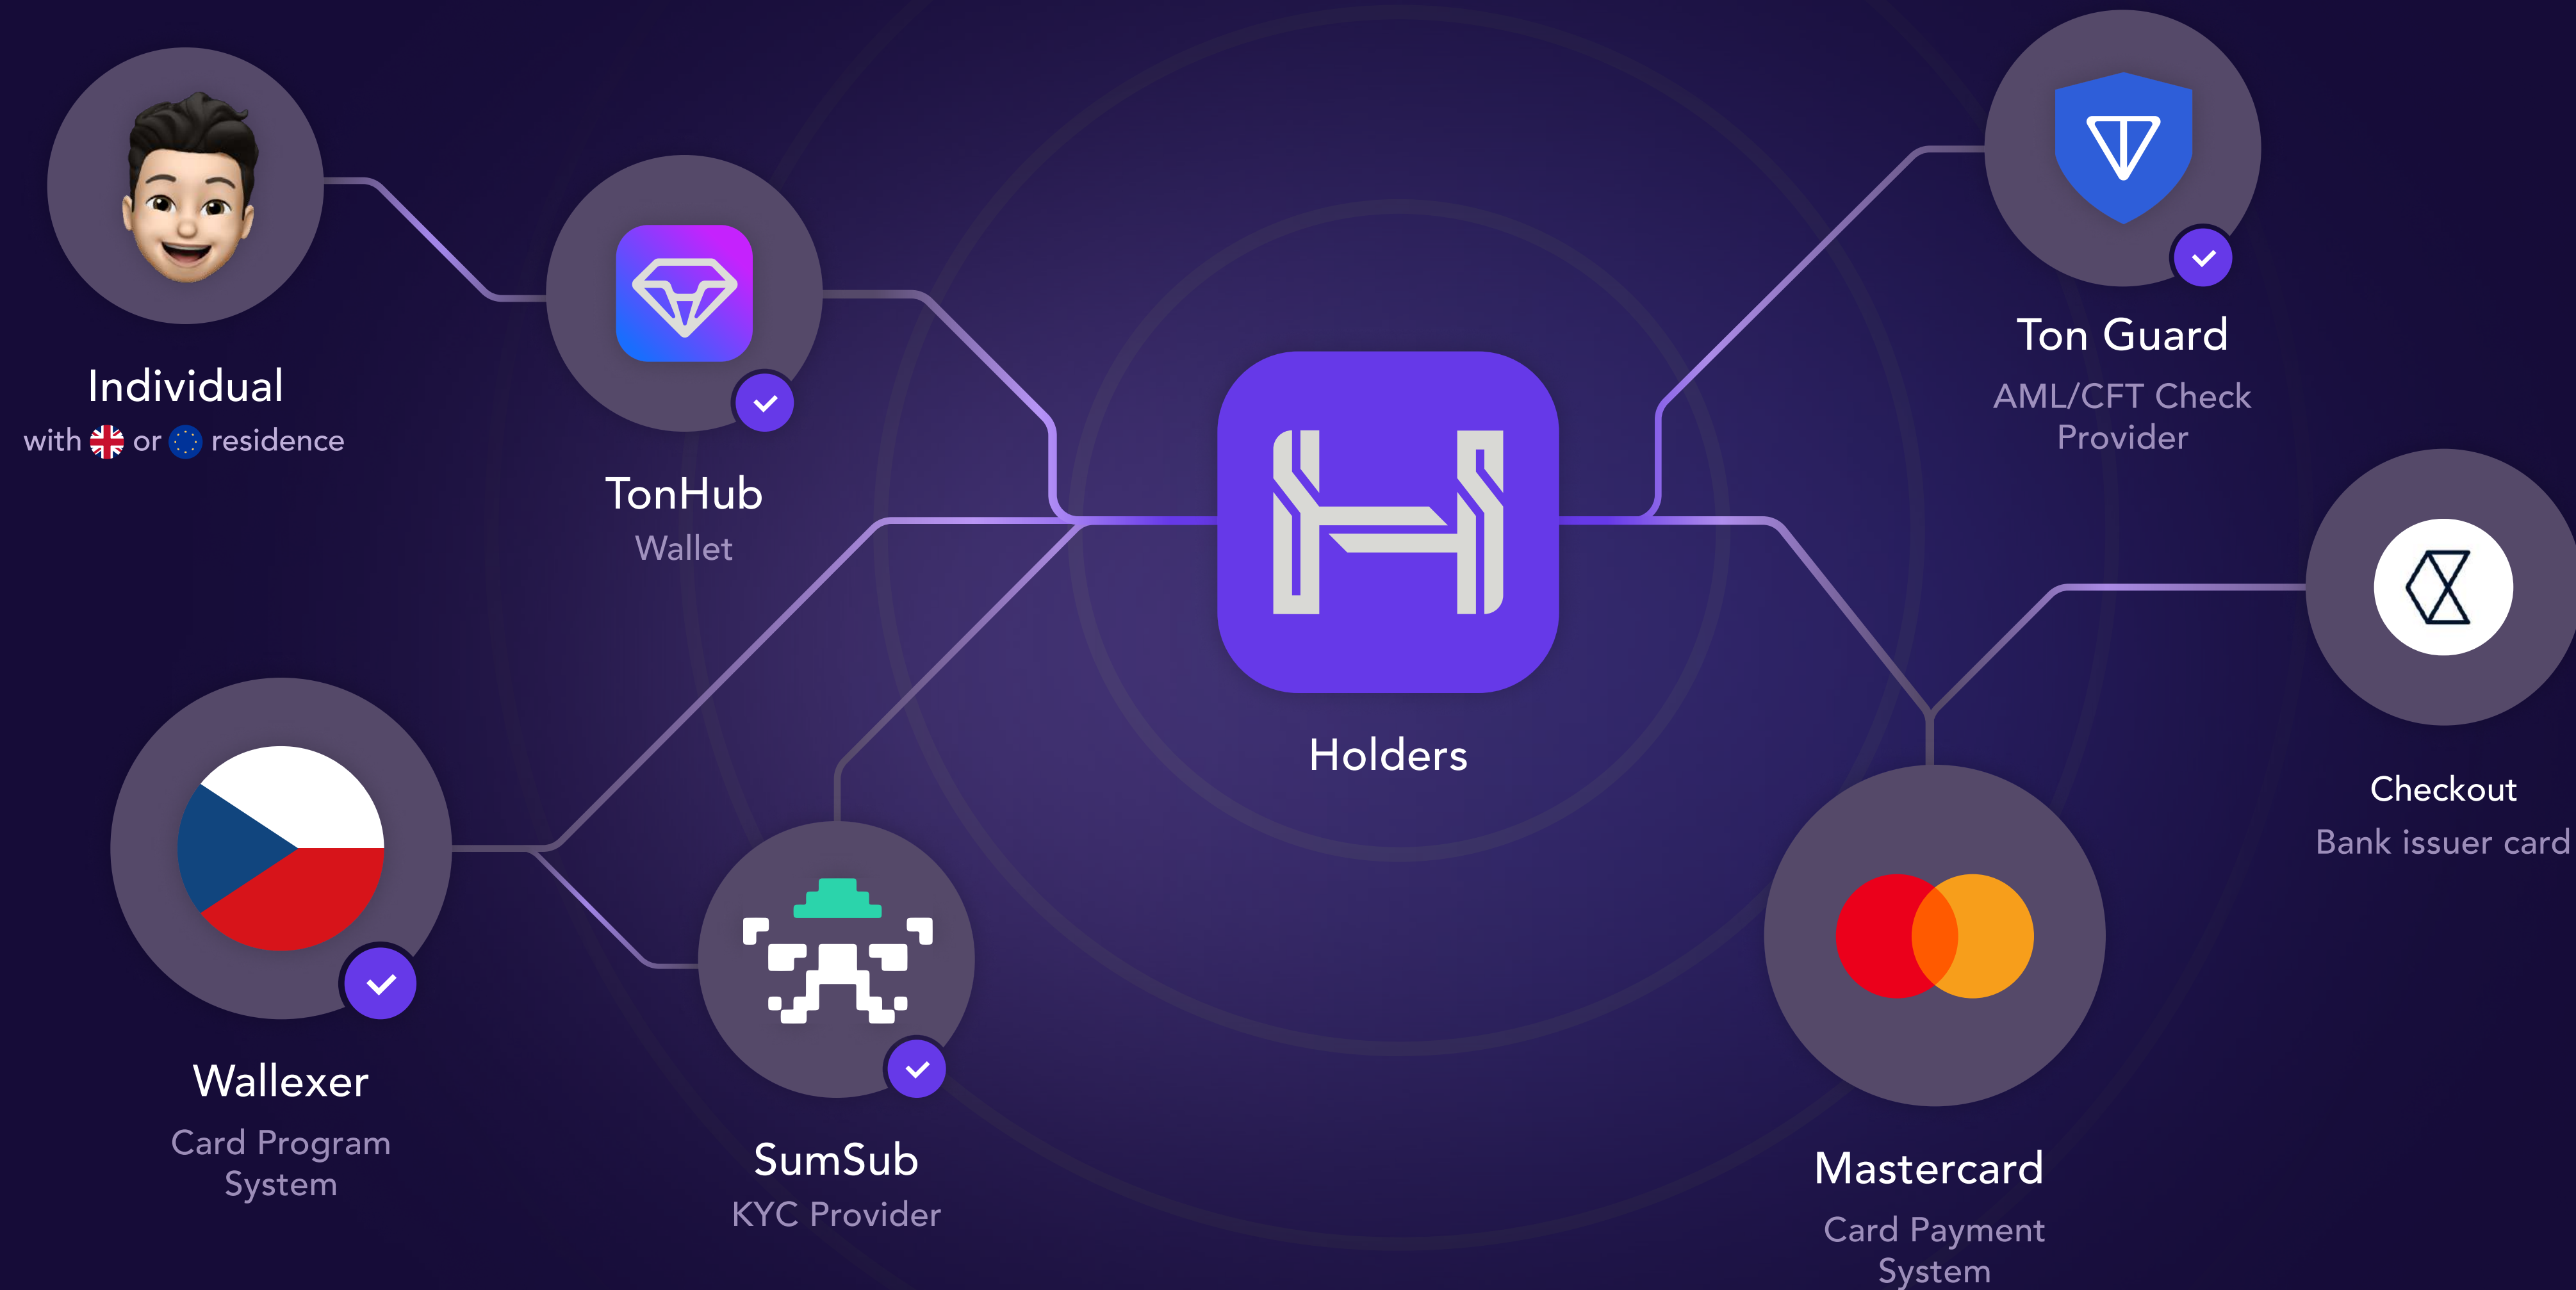 Individual
with or residence
TonHub
Wallet
Wallexer
Card Program
System
SumSub
KYC Provider
Holders
Ton Guard
AML/CFT Check
Provider
Checkout
Bank issuer card
Mastercard
Card Payment
System